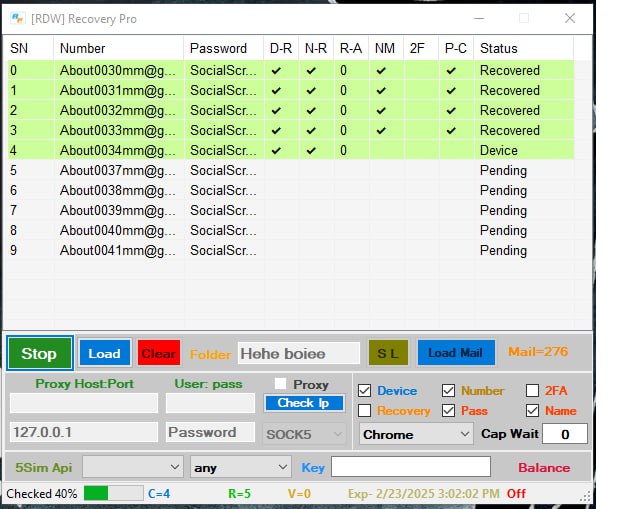 [RDW] Recovery Pro
SN Number Password D-R N-R R-A NM 2F P-C Status
0 About0030mm@g... SocialScr... ✓ ✓ 0 ✓ ✓ Recovered
1 About0031mm@g... SocialScr... ✓ ✓ 0 ✓ ✓ Recovered
2 About0032mm@g... SocialScr... ✓ ✓ 0 ✓ ✓ Recovered
3 About0033mm@g... SocialScr... ✓ ✓ 0 ✓ ✓ Recovered
4 About0034mm@g... SocialScr... ✓ ✓ 0 Device
5 About0037mm@g... SocialScr... Pending
6 About0038mm@g... SocialScr... Pending
7 About0039mm@g... SocialScr... Pending
8 About0040mm@g... SocialScr... Pending
9 About0041mm@g... SocialScr... Pending
Stop Load Clear Folder Hehe boiee S L Load Mail Mail=276
Proxy Host:Port User: pass Proxy
Check Ip
127.0.0.1 Password SOCK5
Device Number 2FA
Recovery Pass Name
Chrome Cap Wait 0
5Sim Api any Key Balance
Checked 40% C=4 R=5 V=0 Exp- 2/23/2025 3:02:02 PM Off